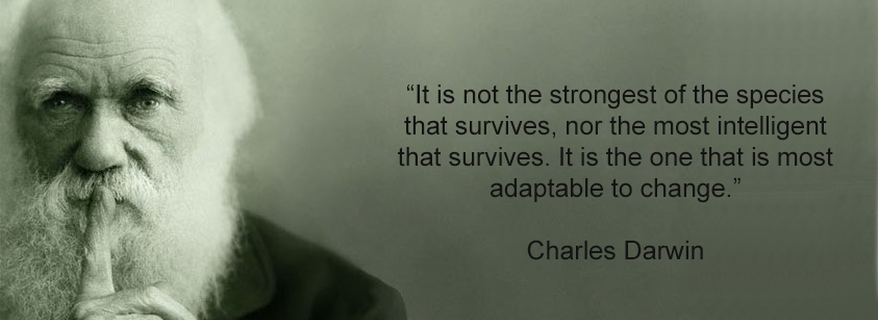 “It is not the strongest of the species
that survives, nor the most intelligent
that survives. It is the one that is most
adaptable to change.”
Charles Darwin